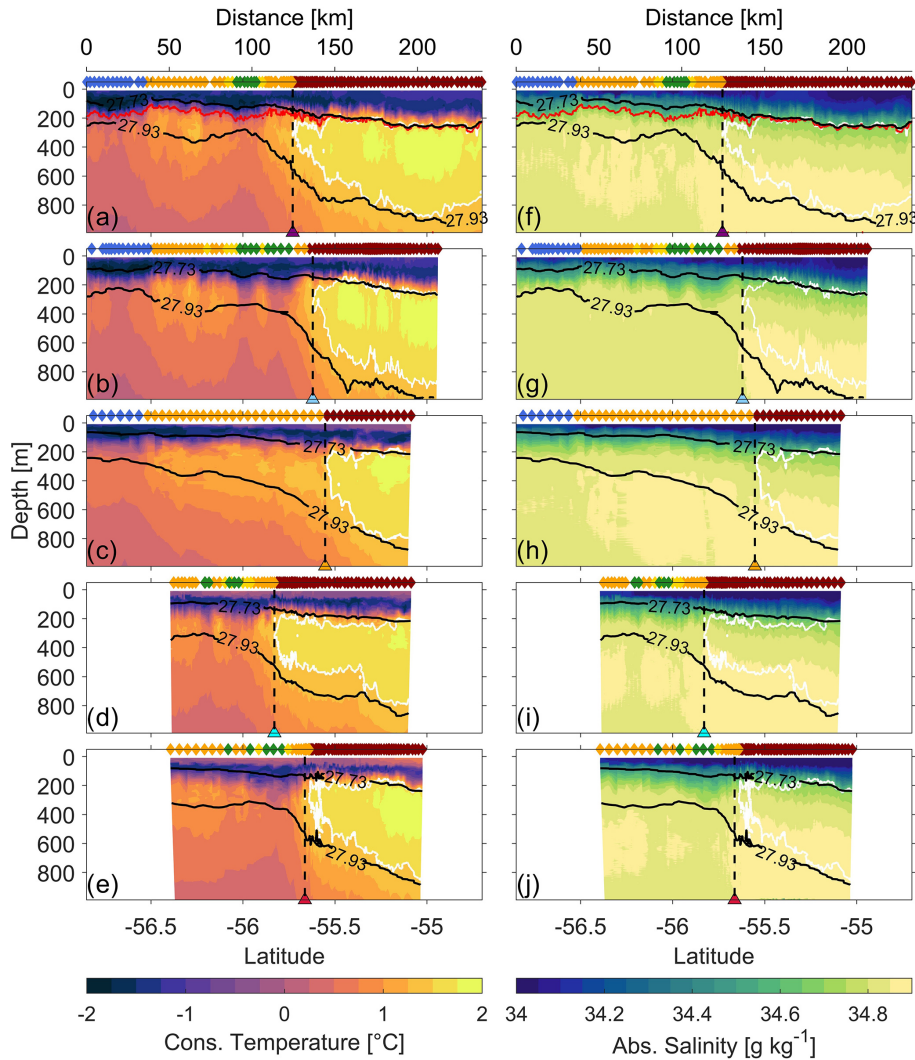 Distance [km] Distance [km]
0 50 100 150 200 0 50 100 150 200
0 27.73 27.73
200 27.93 27.93
400
600
800 27.93 27.93
(a) (f)
0 27.73 27.73
200
400 27.93 27.93
600
800
(b) (g)
0
200 27.73 27.73
400
600 27.93 27.93
800
(c) (h)
Depth [m]
0 27.73 27.73
200
400 27.93 27.93
600
800
(d) (i)
0
200 27.73 27.73
400
600 27.93 27.93
800
(e) (j)
-56.5 -56 -55.5 -55 -56.5 -56 -55.5 -55
Latitude Latitude
-2 -1 0 1 2 34 34.2 34.4 34.6 34.8
Cons. Temperature [°C] Abs. Salinity [g kg⁻¹]